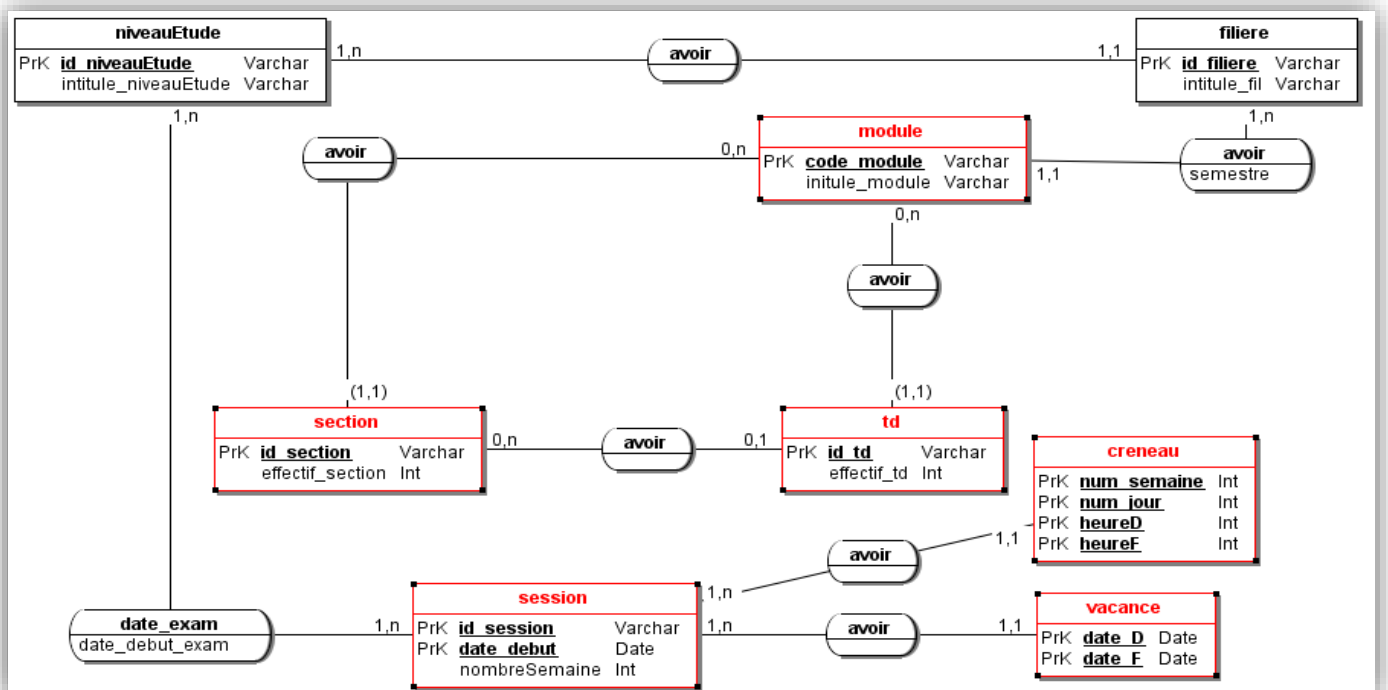 niveauEtude
PrK id_niveauEtude Varchar
intitule_niveauEtude Varchar
1,n
avoir
1,1
filiere
PrK id_filiere Varchar
intitule_fil Varchar
1,n
1,n
avoir
semestre
1,1
module
PrK code_module Varchar
initule_module Varchar
0,n
avoir
0,n
avoir
(1,1)
(1,1)
section
PrK id_section Varchar
effectif_section Int
0,n
avoir
0,1
td
PrK id_td Varchar
effectif_td Int
creneau
PrK num_semaine Int
PrK num_jour Int
PrK heureD Int
PrK heureF Int
1,1
avoir
1,n
date_exam
date_debut_exam
1,n
session
PrK id_session Varchar
PrK date_debut Date
nombreSemaine Int
1,n
avoir
1,1
vacance
PrK date_D Date
PrK date_F Date